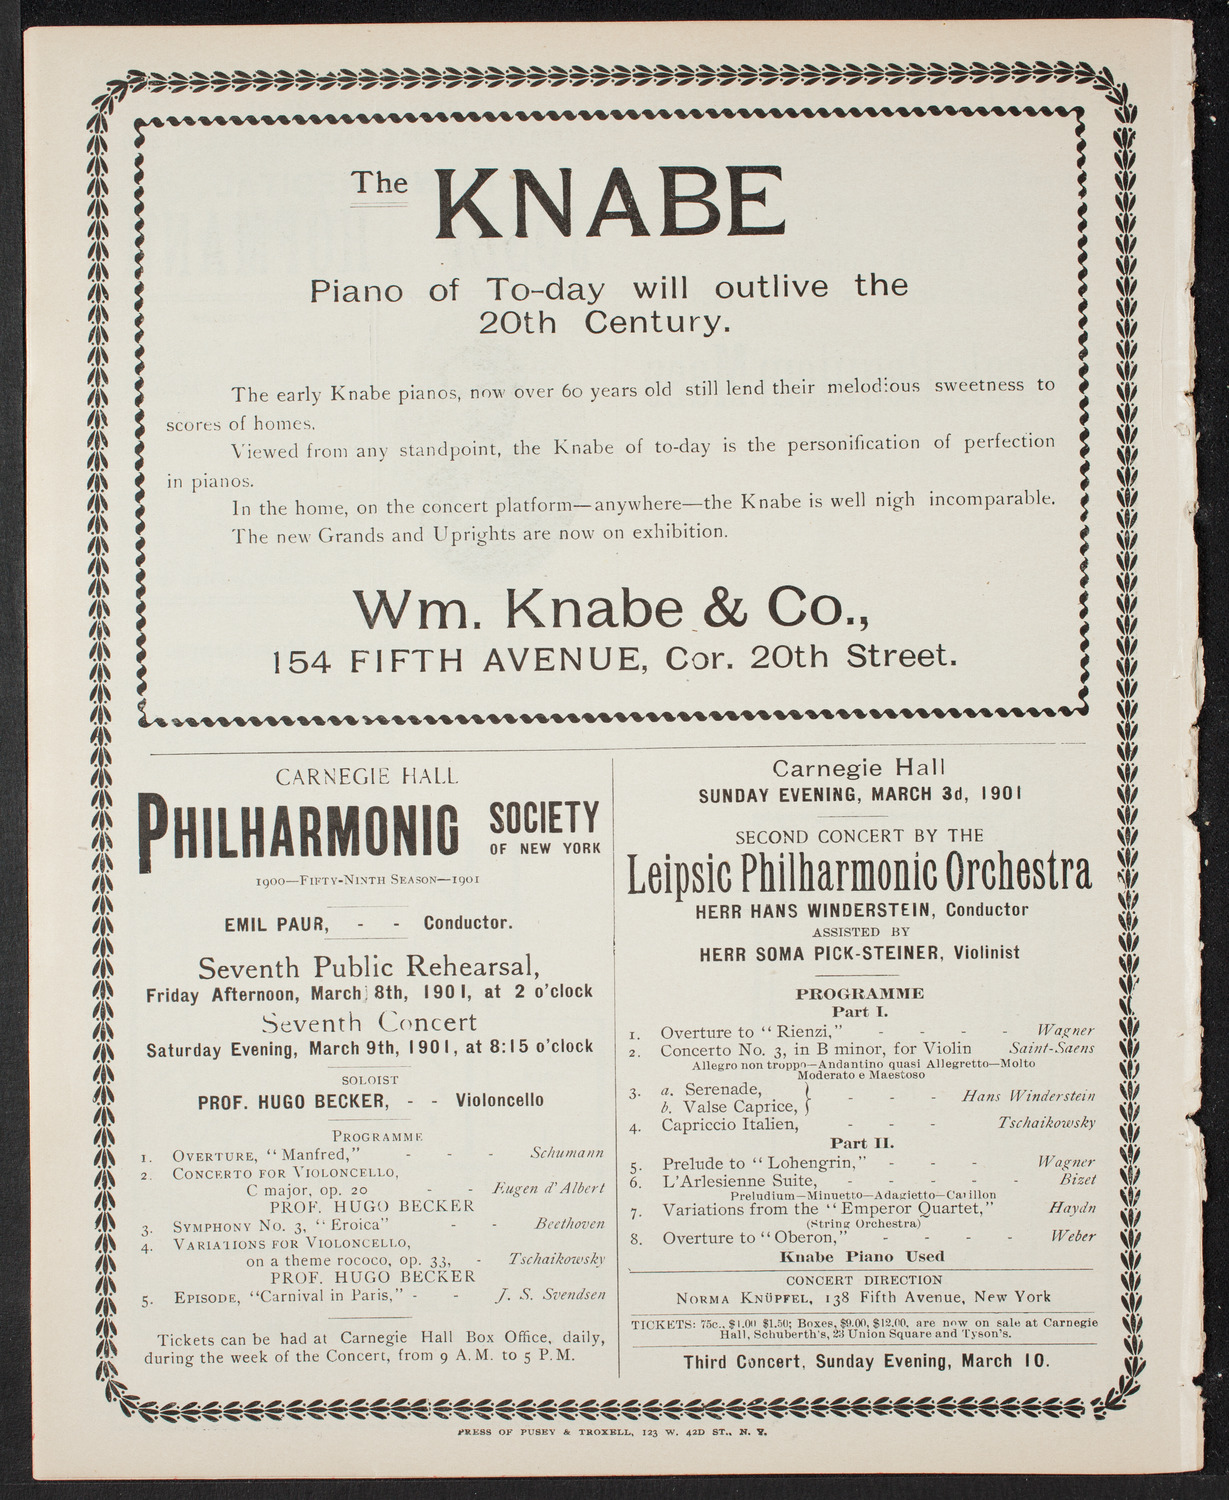 The KNABE
Piano of To-day will outlive the
20th Century.
The early Knabe pianos, now over 60 years old still lend their melodious sweetness to
scores of homes.
Viewed from any standpoint, the Knabe of to-day is the personification of perfection
in pianos.
In the home, on the concert platform—anywhere—the Knabe is well nigh incomparable.
The new Grands and Uprights are now on exhibition.
Wm. Knabe & Co.,
154 FIFTH AVENUE, Cor. 20th Street.
CARNEGIE HALL
PHILHARMONIC SOCIETY
OF NEW YORK
1900—FIFTY-NINTH SEASON—1901
EMIL PAUR, - - Conductor.
Seventh Public Rehearsal,
Friday Afternoon, March 8th, 1901, at 2 o'clock
Seventh Concert
Saturday Evening, March 9th, 1901, at 8:15 o'clock
SOLOIST
PROF. HUGO BECKER, - - Violoncello
PROGRAMME
1. OVERTURE, "Manfred," - - - Schumann
2. CONCERTO FOR VIOLONCELLO,
C major, op. 20 - - Eugen d'Albert
PROF. HUGO BECKER
3. SYMPHONY No. 3, "Eroica" - - Beethoven
4. VARIATIONS FOR VIOLONCELLO,
on a theme rococo, op. 33, - Tschaikowsky
PROF. HUGO BECKER
5. EPISODE, "Carnival in Paris," - - J. S. Svendsen
Tickets can be had at Carnegie Hall Box Office, daily,
during the week of the Concert, from 9 A.M. to 5 P.M.
Carnegie Hall
SUNDAY EVENING, MARCH 3d, 1901
SECOND CONCERT BY THE
Leipsic Philharmonic Orchestra
HERR HANS WINDERSTEIN, Conductor
ASSISTED BY
HERR SOMA PICK-STEINER, Violinist
PROGRAMME
Part I.
1. Overture to "Rienzi," - - - - Wagner
2. Concerto No. 3, in B minor, for Violin Saint-Saens
Allegro non troppo—Andantino quasi Allegretto—Molto
Moderato e Maestoso
3. a. Serenade,
b. Valse Caprice, } - - - Hans Winderstein
4. Capriccio Italien, - - - Tschaikowsky
Part II.
5. Prelude to "Lohengrin," - - - Wagner
6. L'Arlesienne Suite, - - - - - Bizet
Preludium—Minuetto—Adagietto—Carillon
7. Variations from the "Emperor Quartet," Haydn
(String Orchestra)
8. Overture to "Oberon," - - - - Weber
Knabe Piano Used
CONCERT DIRECTION
NORMA KNÜPFEL, 138 Fifth Avenue, New York
TICKETS: 75c., $1.00 $1.50; Boxes, $9.00, $12.00, are now on sale at Carnegie
Hall, Schuberth's, 23 Union Square and Tyson's.
Third Concert, Sunday Evening, March 10.
PRESS OF PUSEY & TROXELL, 123 W. 42D ST., N. Y.